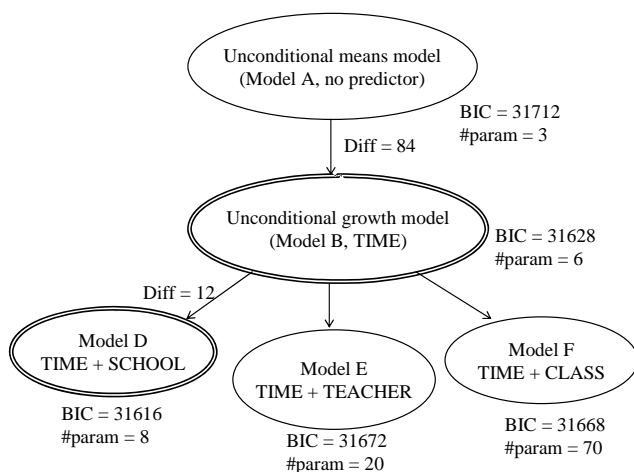 Unconditional means model
(Model A, no predictor)
BIC = 31712
#param = 3
Diff = 84
Unconditional growth model
(Model B, TIME)
BIC = 31628
#param = 6
Diff = 12
Model D
TIME + SCHOOL
BIC = 31616
#param = 8
Model E
TIME + TEACHER
BIC = 31672
#param = 20
Model F
TIME + CLASS
BIC = 31668
#param = 70